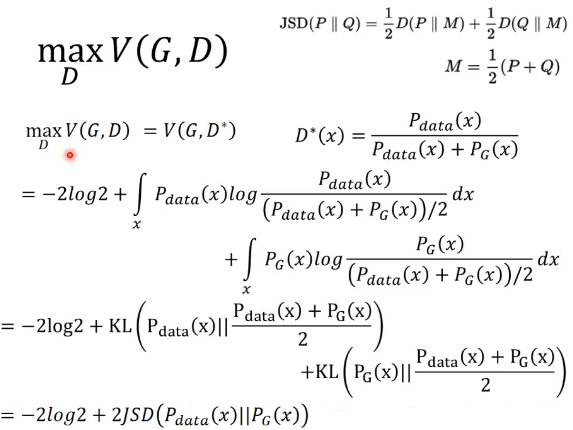 max_D V(G, D)
JSD(P ∥ Q) = 1/2 D(P ∥ M) + 1/2 D(Q ∥ M)
M = 1/2 (P + Q)
max_D V(G, D) = V(G, D*)
D*(x) = P_data(x) / (P_data(x) + P_G(x))
= −2log2 + ∫_x P_data(x)log P_data(x) / ((P_data(x) + P_G(x))/2) dx
+ ∫_x P_G(x)log P_G(x) / ((P_data(x) + P_G(x))/2) dx
= −2log2 + KL(P_data(x)|| (P_data(x) + P_G(x)) / 2)
+KL(P_G(x)|| (P_data(x) + P_G(x)) / 2)
= −2log2 + 2JSD(P_data(x)||P_G(x))